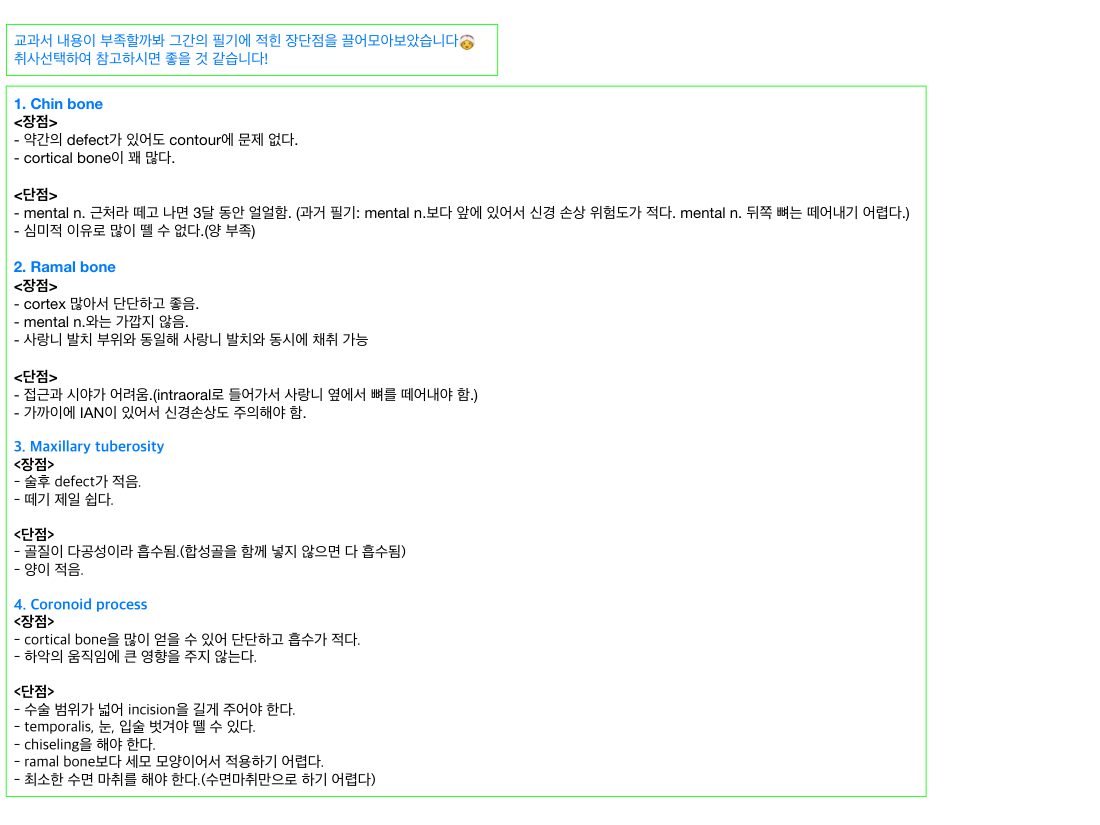 교과서 내용이 부족할까봐 그간의 필기에 적힌 장단점을 끌어모아보았습니다🤕
취사선택하여 참고하시면 좋을 것 같습니다!
1. Chin bone
<장점>
- 약간의 defect가 있어도 contour에 문제 없다.
- cortical bone이 꽤 많다.
<단점>
- mental n. 근처라 떼고 나면 3달 동안 얼얼함. (과거 필기: mental n.보다 앞에 있어서 신경 손상 위험도가 적다. mental n. 뒤쪽 뼈는 떼어내기 어렵다.)
- 심미적 이유로 많이 뗄 수 없다.(양 부족)
2. Ramal bone
<장점>
- cortex 많아서 단단하고 좋음.
- mental n.와는 가깝지 않음.
- 사랑니 발치 부위와 동일해 사랑니 발치와 동시에 채취 가능
<단점>
- 접근과 시야가 어려움.(intraoral로 들어가서 사랑니 옆에서 뼈를 떼어내야 함.)
- 가까이에 IAN이 있어서 신경손상도 주의해야 함.
3. Maxillary tuberosity
<장점>
- 술후 defect가 적음.
- 떼기 제일 쉽다.
<단점>
- 골질이 다공성이라 흡수됨.(합성골을 함께 넣지 않으면 다 흡수됨)
- 양이 적음.
4. Coronoid process
<장점>
- cortical bone을 많이 얻을 수 있어 단단하고 흡수가 적다.
- 하악의 움직임에 큰 영향을 주지 않는다.
<단점>
- 수술 범위가 넓어 incision을 길게 주어야 한다.
- temporalis, 눈, 입술 벗겨야 뗄 수 있다.
- chiseling을 해야 한다.
- ramal bone보다 세모 모양이어서 적용하기 어렵다.
- 최소한 수면 마취를 해야 한다.(수면마취만으로 하기 어렵다)